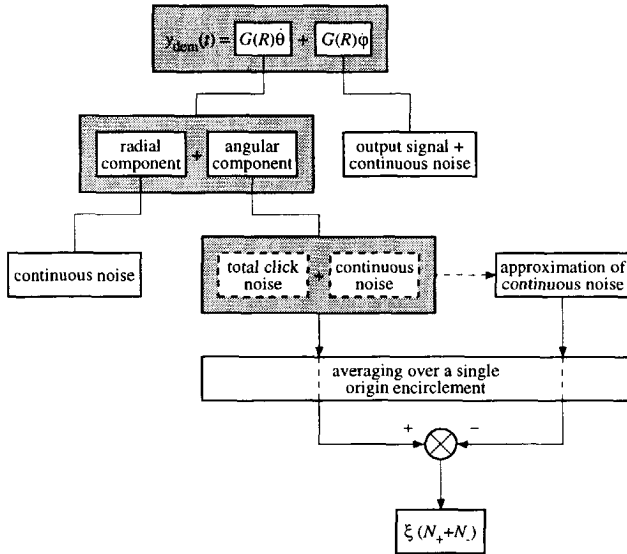 y_dem(t) = G(R)θ̇ + G(R)φ
radial
component
+
angular
component
output signal +
continuous noise
continuous noise
total click
noise
+
continuous
noise
approximation of
continuous noise
averaging over a single
origin encirclement
+
−
ξ (N₊+N₋)